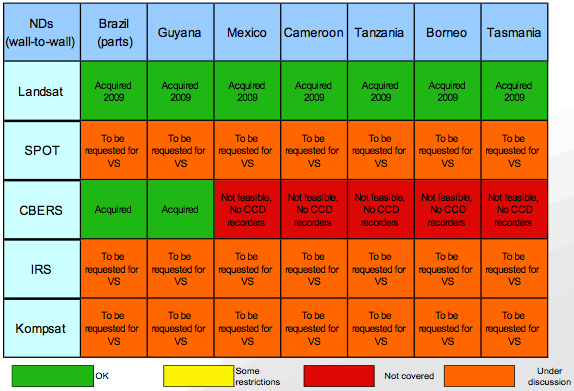 NDs
(wall-to-wall)
Brazil
(parts)
Guyana
Mexico
Cameroon
Tanzania
Borneo
Tasmania
Landsat
Acquired
2009
Acquired
2009
Acquired
2009
Acquired
2009
Acquired
2009
Acquired
2009
Acquired
2009
SPOT
To be
requested for
VS
To be
requested for
VS
To be
requested for
VS
To be
requested for
VS
To be
requested for
VS
To be
requested for
VS
To be
requested for
VS
CBERS
Acquired
Acquired
Not feasible,
No CCD
recorders
Not feasible,
No CCD
recorders
Not feasible,
No CCD
recorders
Not feasible,
No CCD
recorders
Not feasible,
No CCD
recorders
IRS
To be
requested for
VS
To be
requested for
VS
To be
requested for
VS
To be
requested for
VS
To be
requested for
VS
To be
requested for
VS
To be
requested for
VS
Kompsat
To be
requested for
VS
To be
requested for
VS
To be
requested for
VS
To be
requested for
VS
To be
requested for
VS
To be
requested for
VS
To be
requested for
VS
OK
Some
restrictions
Not covered
Under
discussion